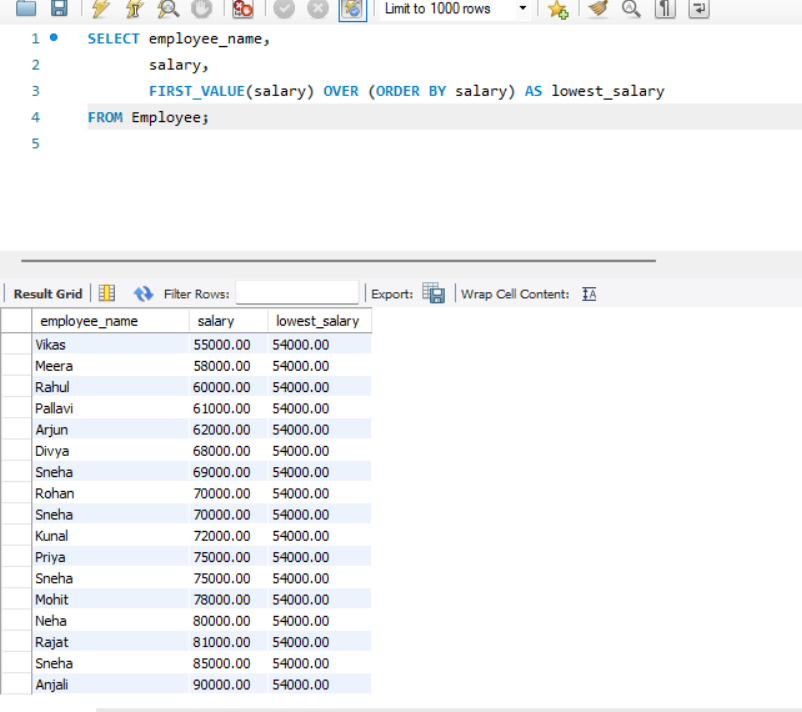 Limit to 1000 rows
1 SELECT employee_name,
2 salary,
3 FIRST_VALUE(salary) OVER (ORDER BY salary) AS lowest_salary
4 FROM Employee;
5
Result Grid Filter Rows: Export: Wrap Cell Content: IA
employee_name salary lowest_salary
Vikas 55000.00 54000.00
Meera 58000.00 54000.00
Rahul 60000.00 54000.00
Pallavi 61000.00 54000.00
Arjun 62000.00 54000.00
Divya 68000.00 54000.00
Sneha 69000.00 54000.00
Rohan 70000.00 54000.00
Sneha 70000.00 54000.00
Kunal 72000.00 54000.00
Priya 75000.00 54000.00
Sneha 75000.00 54000.00
Mohit 78000.00 54000.00
Neha 80000.00 54000.00
Rajat 81000.00 54000.00
Sneha 85000.00 54000.00
Anjali 90000.00 54000.00